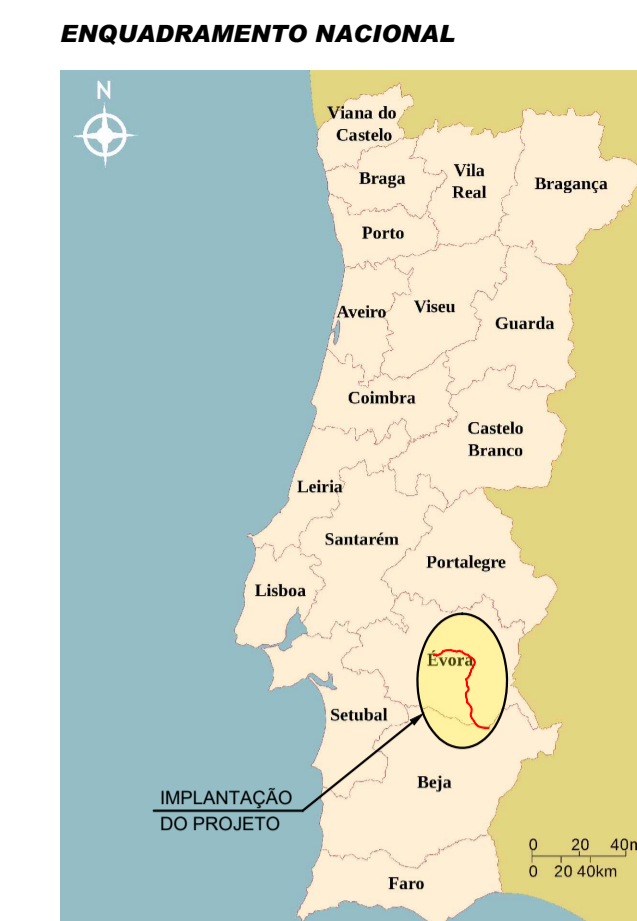 ENQUADRAMENTO NACIONAL
N
Viana do
Castelo
Braga
Vila
Real
Bragança
Porto
Aveiro
Viseu
Guarda
Coimbra
Castelo
Branco
Leiria
Santarém
Portalegre
Lisboa
Évora
Setubal
Beja
IMPLANTAÇÃO
DO PROJETO
0 20 40m
0 20 40km
Faro